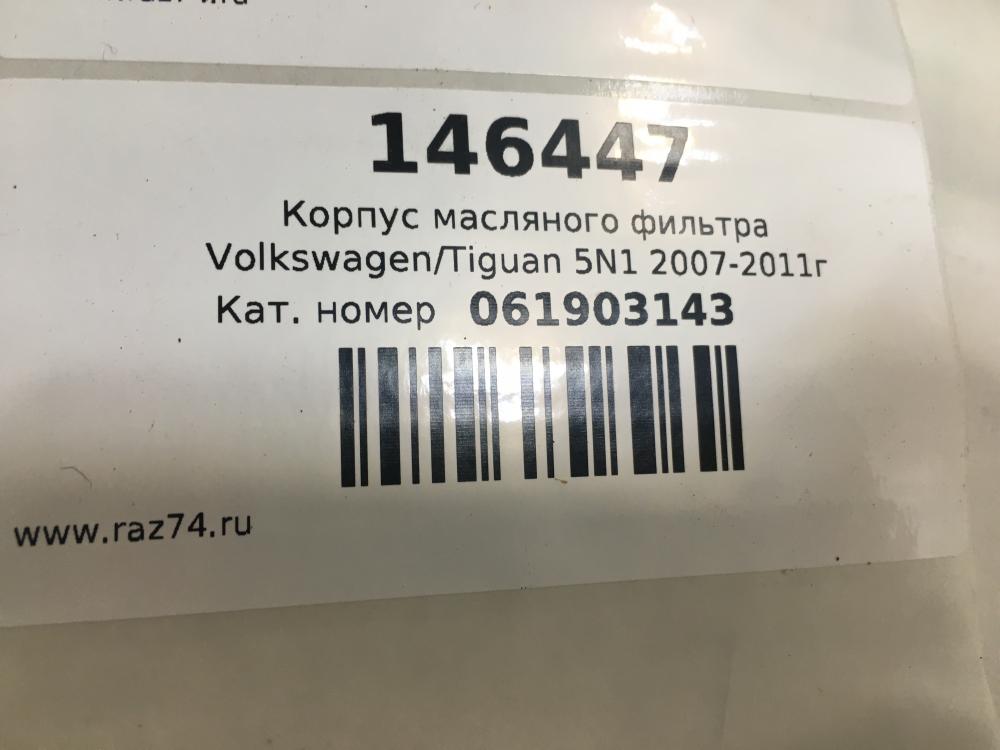 146447
Корпус масляного фильтра
Volkswagen/Tiguan 5N1 2007-2011г
Кат. номер 061903143
www.raz74.ru